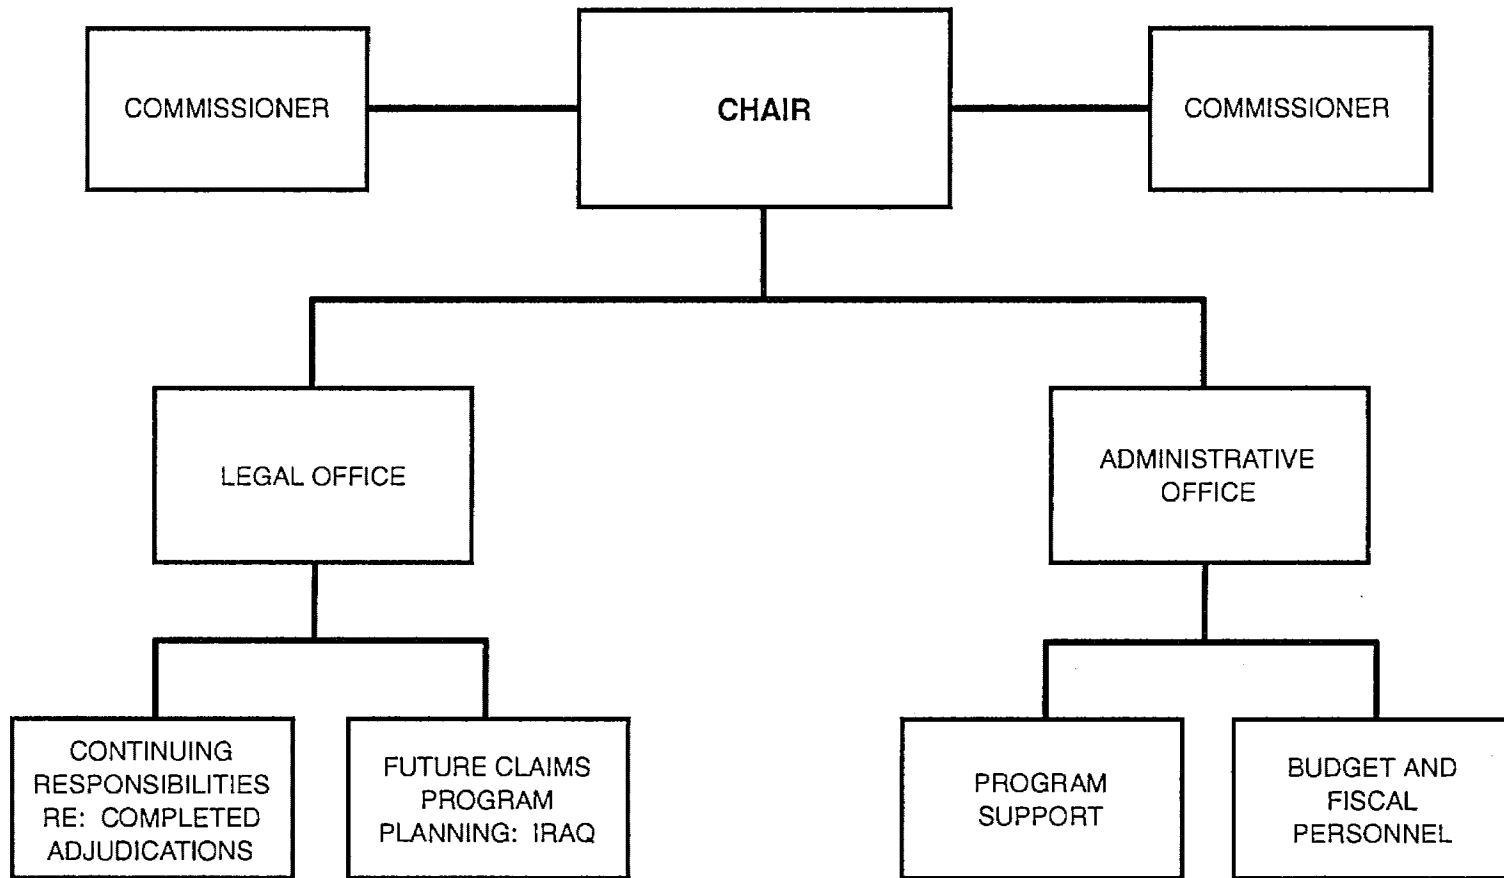 COMMISSIONER
CHAIR
COMMISSIONER
LEGAL OFFICE
ADMINISTRATIVE
OFFICE
CONTINUING
RESPONSIBILITIES
RE: COMPLETED
ADJUDICATIONS
FUTURE CLAIMS
PROGRAM
PLANNING: IRAQ
PROGRAM
SUPPORT
BUDGET AND
FISCAL
PERSONNEL